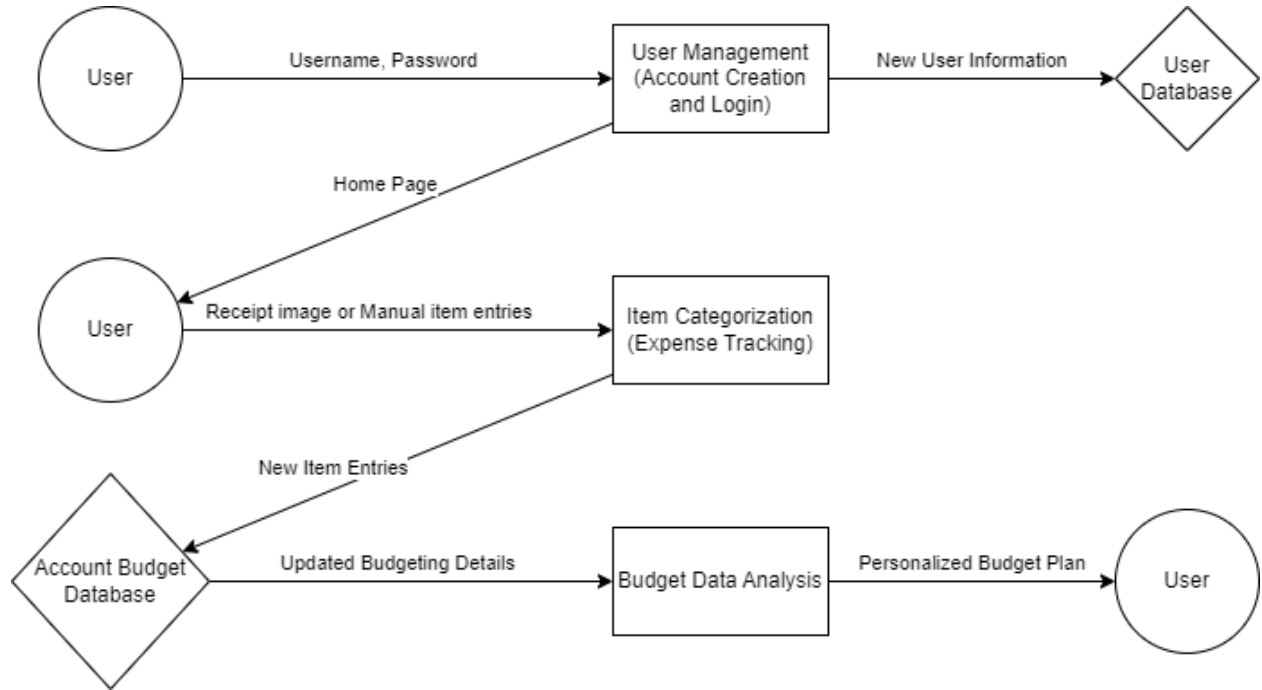 User
Username, Password
User Management
(Account Creation
and Login)
New User Information
User
Database
Home Page
User
Receipt image or Manual item entries
Item Categorization
(Expense Tracking)
New Item Entries
Account Budget
Database
Updated Budgeting Details
Budget Data Analysis
Personalized Budget Plan
User